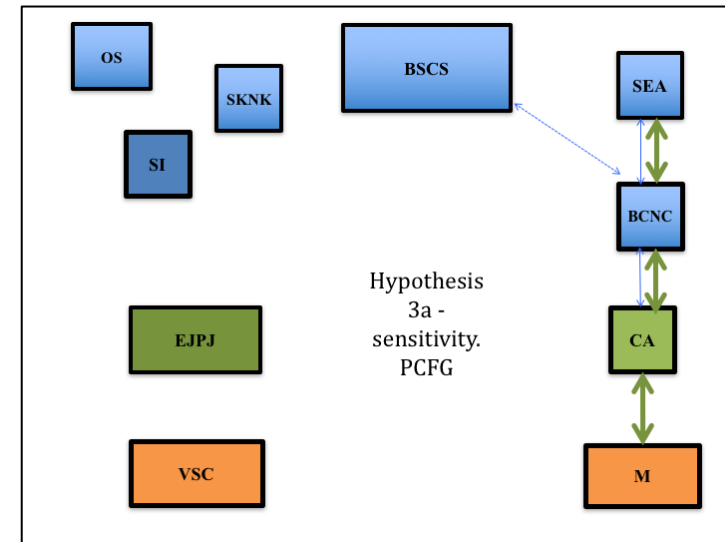 OS
BSCS
SEA
SKNK
SI
BCNC
Hypothesis
3a -
sensitivity.
PCFG
EJPJ
CA
VSC
M